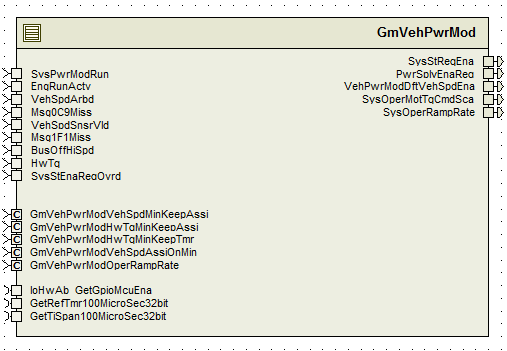 GmVehPwrMod
SysStReqEna
PwrSplyEnaReq
VehPwrModDftVehSpdEna
SysOperMotTqCmdSca
SysOperRampRate
SysPwrModRun
EngRunActv
VehSpdArbd
Msg0C9Miss
VehSpdSnsrVld
Msg1F1Miss
BusOffHiSpd
HwTq
SysStEnaReqOvrd
C GmVehPwrModVehSpdMinKeepAssi
C GmVehPwrModHwTqMinKeepAssi
C GmVehPwrModHwTqMinKeepTmr
C GmVehPwrModVehSpdAssiOnMin
C GmVehPwrModOperRampRate
IoHwAb_GetGpioMcuEna
GetRefTmr100MicroSec32bit
GetTiSpan100MicroSec32bit